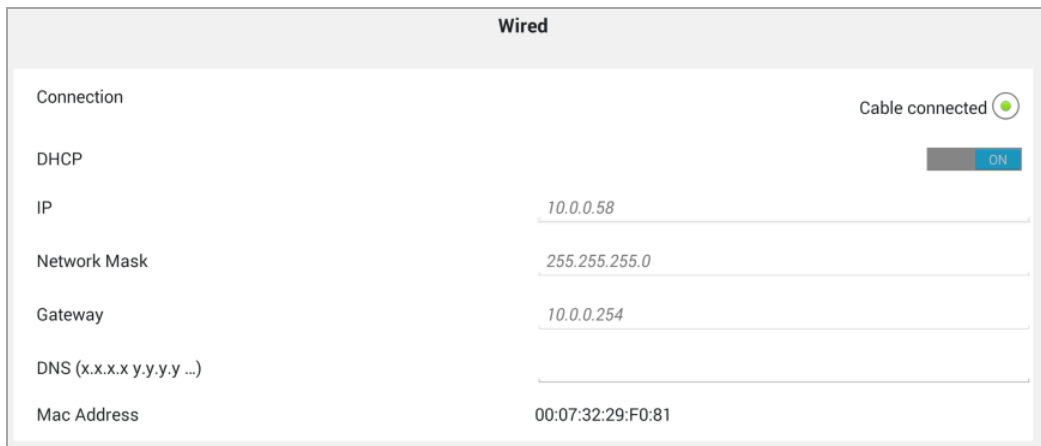 Wired
Connection
Cable connected
DHCP
ON
IP
10.0.0.58
Network Mask
255.255.255.0
Gateway
10.0.0.254
DNS (x.x.x.x y.y.y.y ...)
Mac Address
00:07:32:29:F0:81